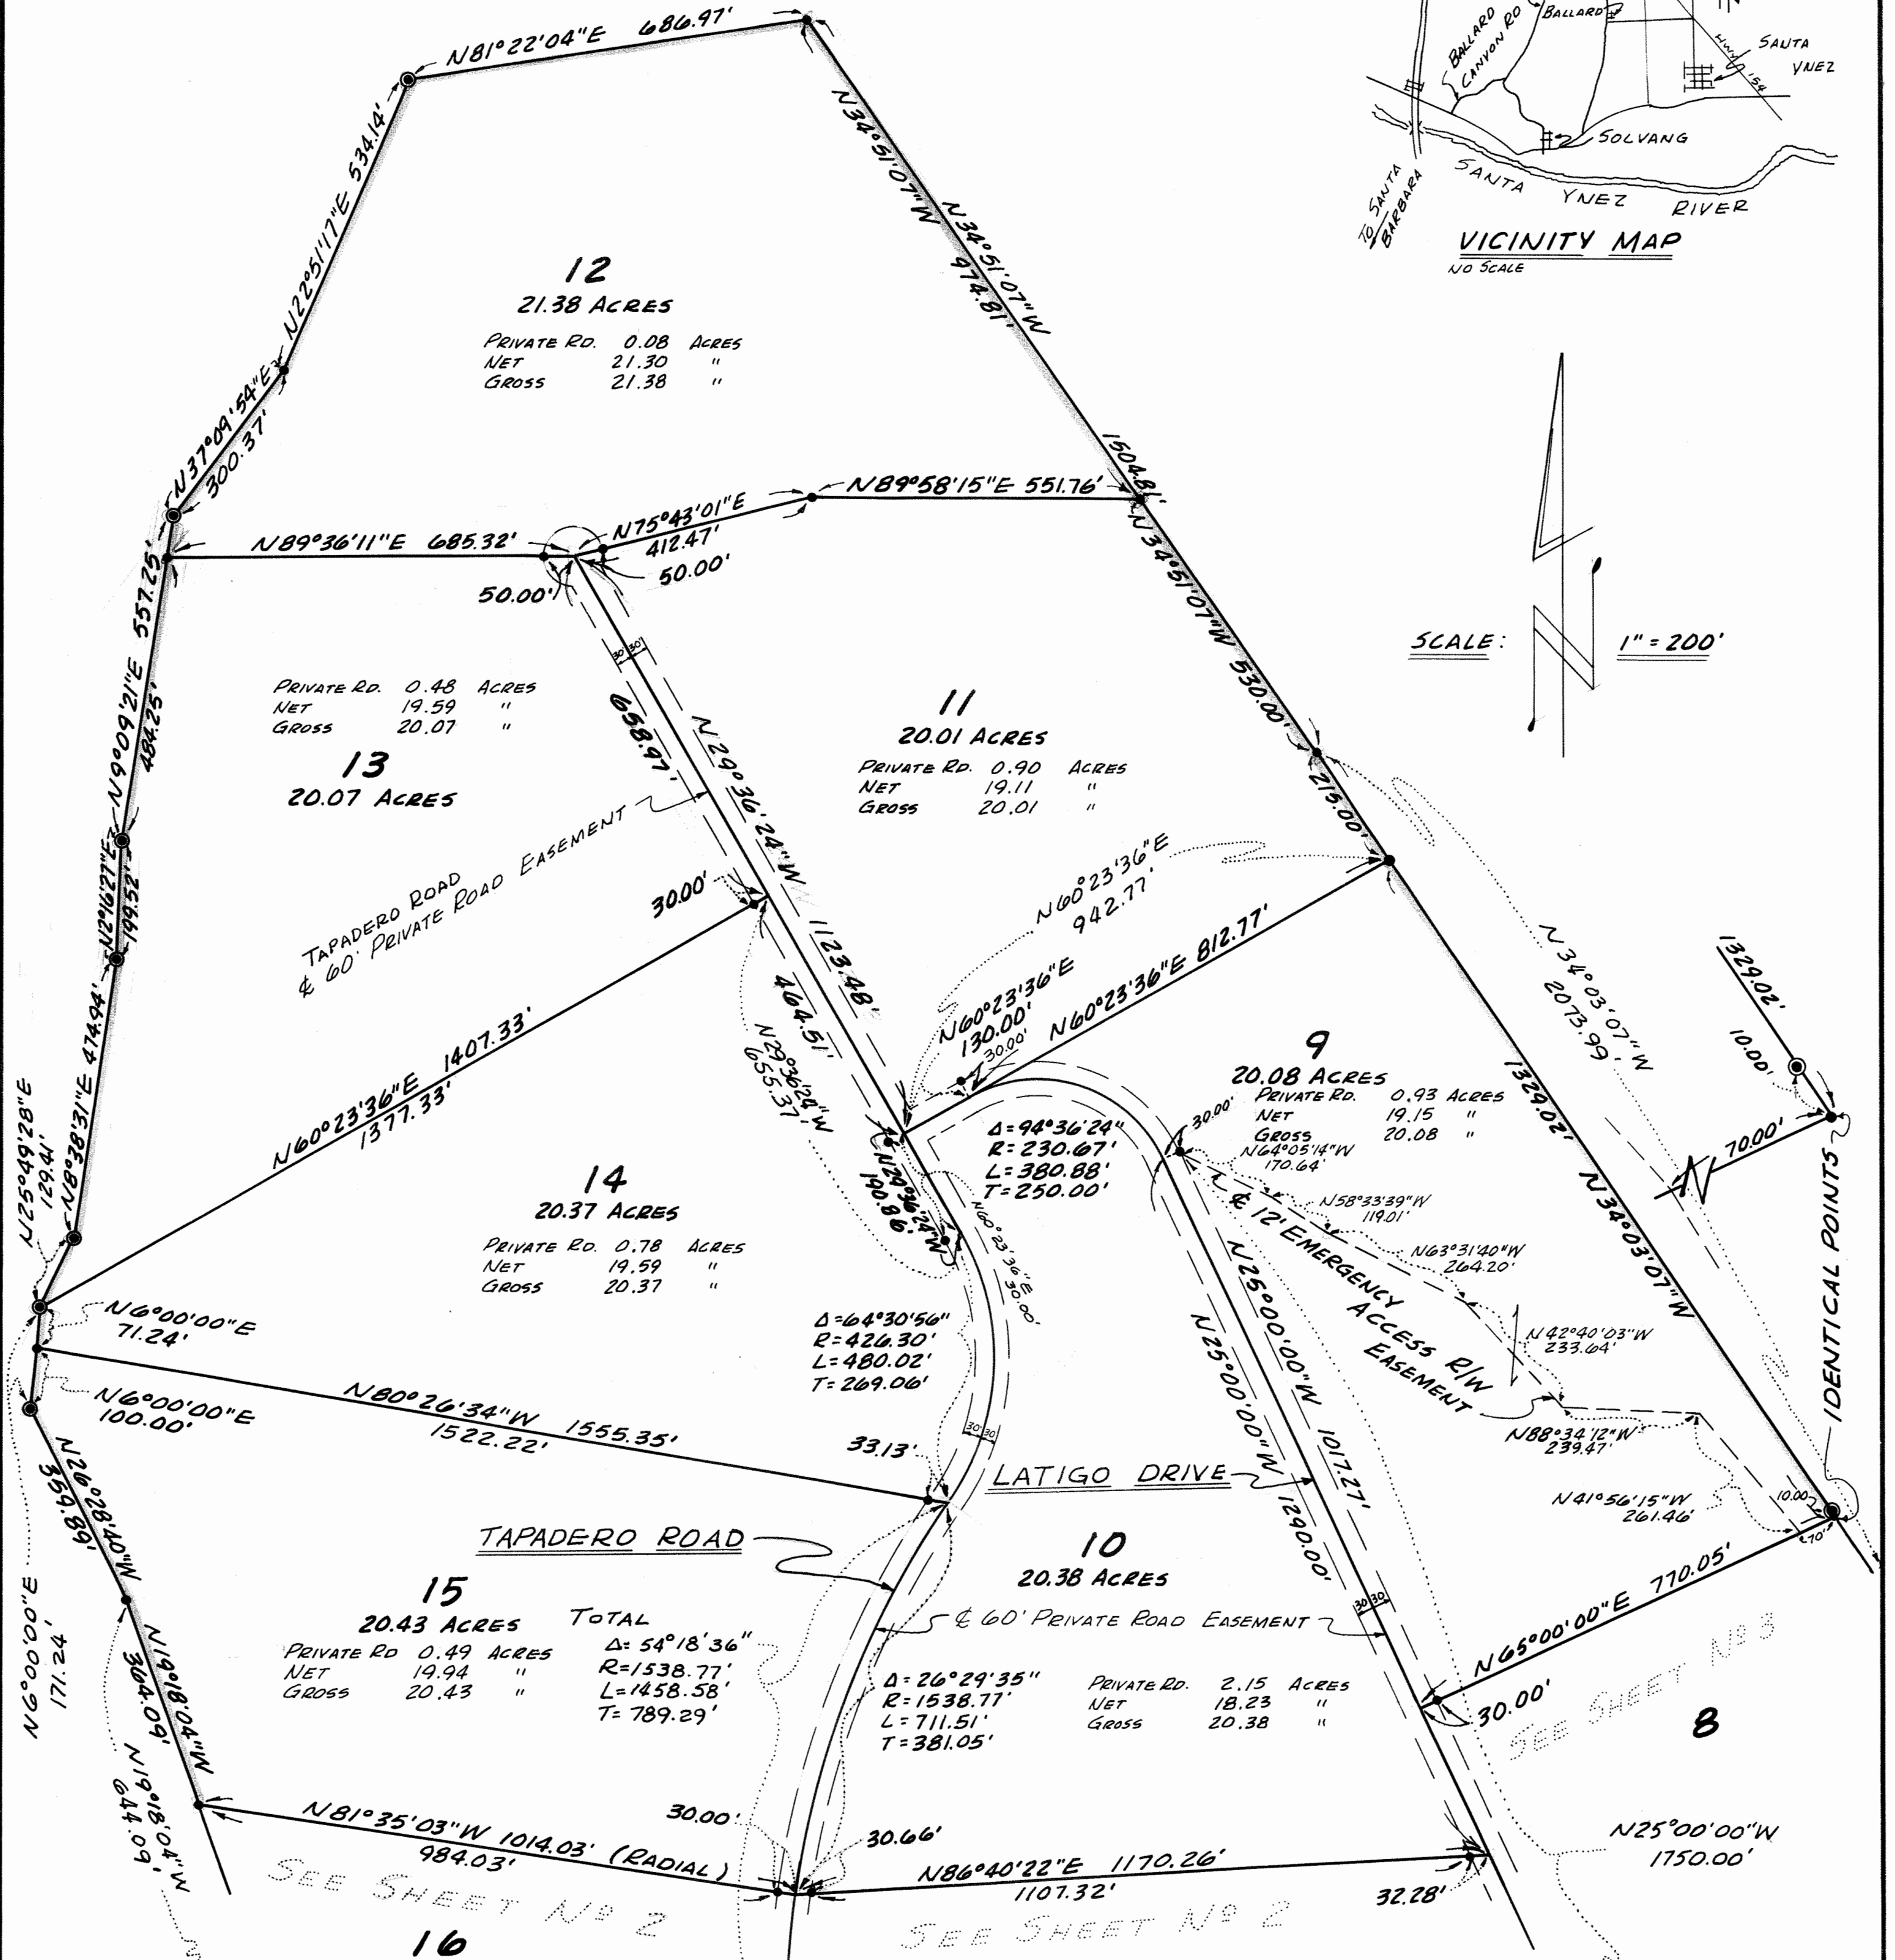 N81°22'04"E 686.97'
N22°51'17"E 534.14'
N34°51'07"W
N34°51'07"W
974.81'
1504.81'
BALLARD
CANYON RD
BALLARD
HWY 154
SANTA
YNEZ
SOLVANG
SANTA YNEZ RIVER
TO SANTA
BARBARA
VICINITY MAP
NO SCALE
12
21.38 ACRES
PRIVATE RD. 0.08 ACRES
NET 21.30 "
GROSS 21.38 "
N37°09'54"E
300.37'
N89°36'11"E 685.32'
N75°43'01"E
412.47'
50.00'
50.00'
N89°58'15"E 551.76'
N34°51'07"W 530.00'
215.00'
SCALE: 1" = 200'
N
N9°09'21"E 557.25'
484.25'
PRIVATE RD. 0.48 ACRES
NET 19.59 "
GROSS 20.07 "
13
20.07 ACRES
30' 30'
658.97'
N29°36'24"W 1123.48'
11
20.01 ACRES
PRIVATE RD. 0.90 ACRES
NET 19.11 "
GROSS 20.01 "
N2°16'27"E
199.52'
TAPADERO ROAD
℄ 60' PRIVATE ROAD EASEMENT
30.00'
464.51'
N29°36'24"W
655.37'
N60°23'36"E
942.77'
N60°23'36"E
130.00'
30.00'
N60°23'36"E 812.77'
N34°03'07"W
2073.99'
1329.02'
10.00'
70.00'
N
IDENTICAL POINTS
1329.02'
N34°03'07"W
N8°38'31"E 474.94'
N25°49'28"E
129.41'
N60°23'36"E 1407.33'
1377.33'
9
20.08 ACRES
PRIVATE RD. 0.93 ACRES
NET 19.15 "
GROSS 20.08 "
Δ=94°36'24"
R=230.67'
L=380.88'
T=250.00'
30.00'
N64°05'14"W
170.64'
N58°33'39"W
119.01'
N63°31'40"W
264.20'
N42°40'03"W
233.64'
N88°34'12"W
239.47'
N41°56'15"W
261.46'
10.00
70'
℄ 12' EMERGENCY
ACCESS R/W
EASEMENT
14
20.37 ACRES
PRIVATE RD. 0.78 ACRES
NET 19.59 "
GROSS 20.37 "
N29°36'24"W
190.86'
N60°23'36"E
30.00'
Δ=64°30'56"
R=426.30'
L=480.02'
T=269.06'
N6°00'00"E
71.24'
N6°00'00"E
100.00'
N80°26'34"W 1555.35'
1522.22'
33.13'
30' 30'
N25°00'00"W 1017.27'
N25°00'00"W 1290.00'
LATIGO DRIVE
TAPADERO ROAD
N26°28'40"W
359.89'
N6°00'00"E
171.24'
15
20.43 ACRES
PRIVATE RD 0.49 ACRES
NET 19.94 "
GROSS 20.43 "
TOTAL
Δ= 54°18'36"
R=1538.77'
L=1458.58'
T= 789.29'
10
20.38 ACRES
℄ 60' PRIVATE ROAD EASEMENT
30' 30'
Δ= 26°29'35"
R=1538.77'
L=711.51'
T=381.05'
PRIVATE RD. 2.15 ACRES
NET 18.23 "
GROSS 20.38 "
N65°00'00"E 770.05'
30.00'
SEE SHEET Nº 3
8
N19°18'04"W
364.09'
N19°18'04"W
644.09'
N81°35'03"W 1014.03' (RADIAL)
984.03'
30.00'
30.66'
N86°40'22"E 1170.26'
1107.32'
32.28'
N25°00'00"W
1750.00'
SEE SHEET Nº 2
SEE SHEET Nº 2
16